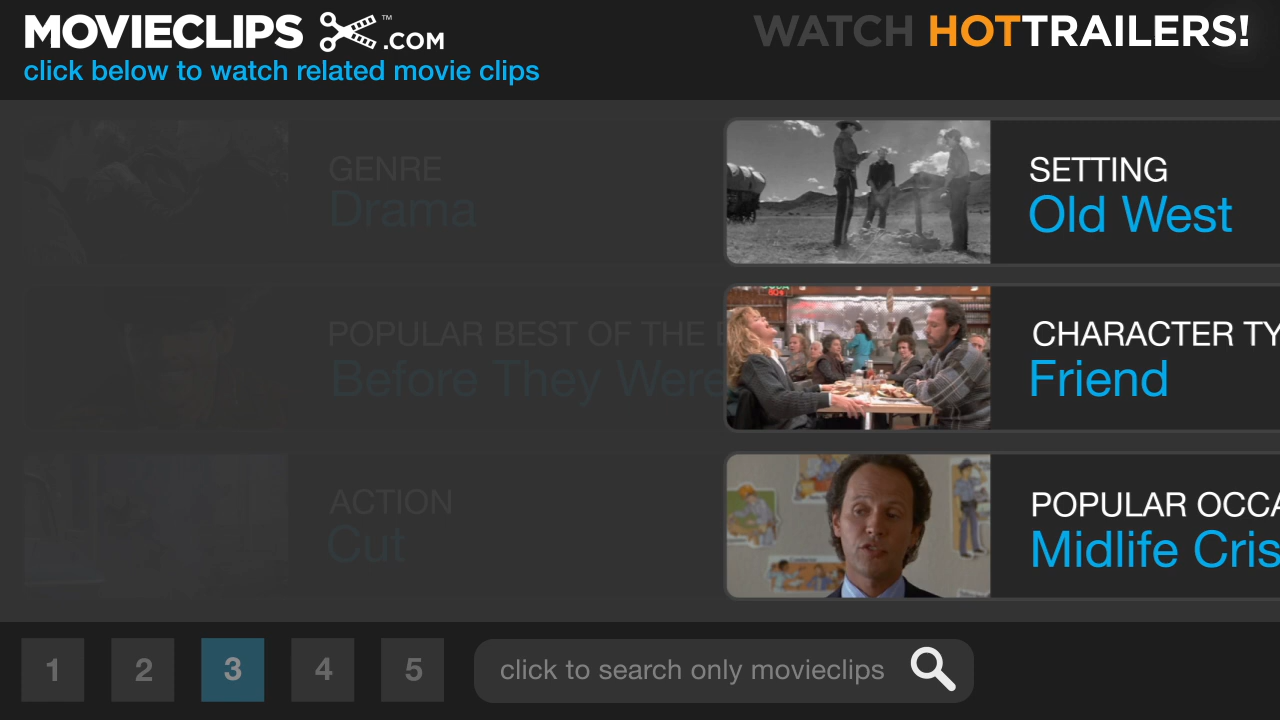 MOVIECLIPS ™ .COM
WATCH HOTTRAILERS!
click below to watch related movie clips
GENRE
Drama
SETTING
Old West
POPULAR BEST OF THE
Before They Were
CHARACTER TY
Friend
ACTION
Cut
POPULAR OCCA
Midlife Cris
1 2 3 4 5
click to search only movieclips